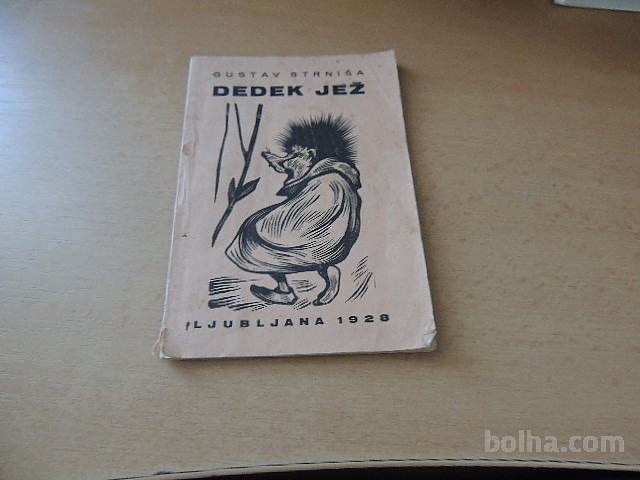 GUSTAV STRNIŠA
DEDEK JEŽ
LJUBLJANA 1928
bolha.com